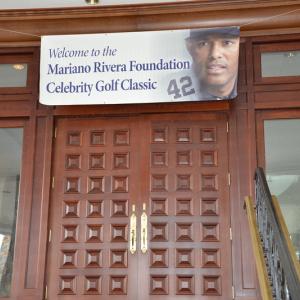 Welcome to the
Mariano Rivera Foundation
Celebrity Golf Classic
42